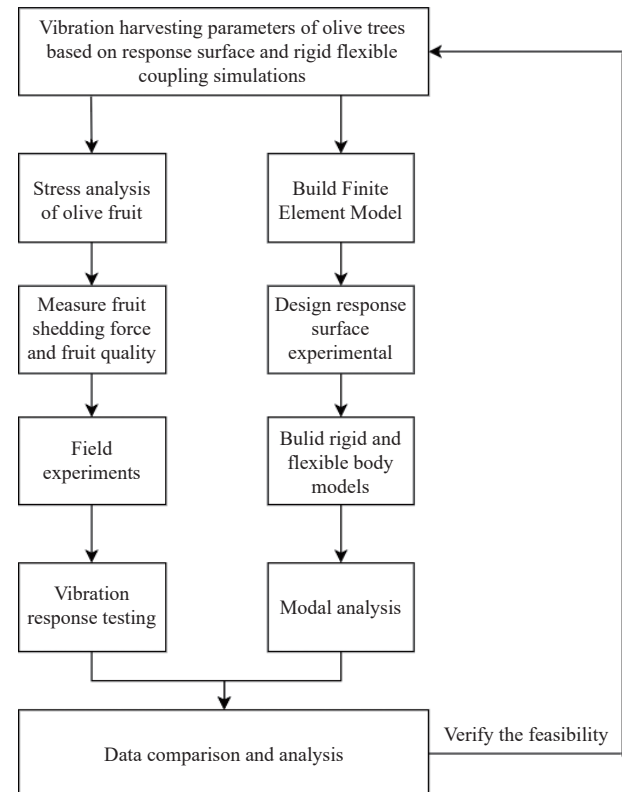 Vibration harvesting parameters of olive trees
based on response surface and rigid flexible
coupling simulations
Stress analysis
of olive fruit
Build Finite
Element Model
Measure fruit
shedding force
and fruit quality
Design response
surface
experimental
Field
experiments
Bulid rigid and
flexible body
models
Vibration
response testing
Modal analysis
Data comparison and analysis
Verify the feasibility